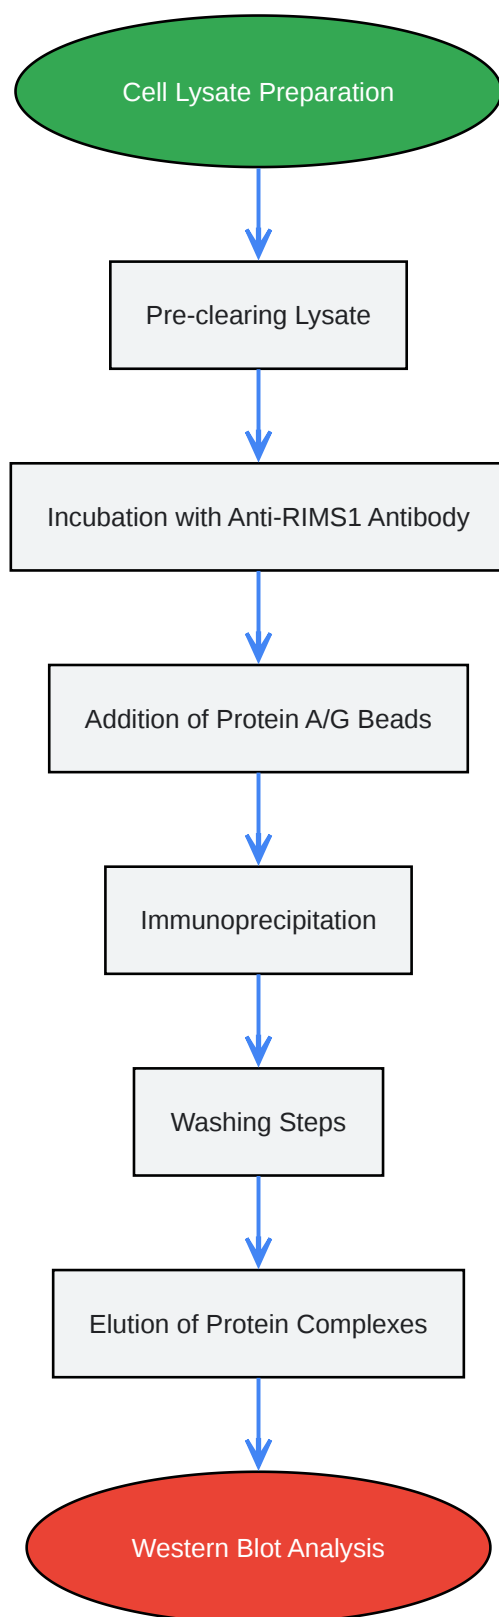 Cell Lysate Preparation
Pre-clearing Lysate
Incubation with Anti-RIMS1 Antibody
Addition of Protein A/G Beads
Immunoprecipitation
Washing Steps
Elution of Protein Complexes
Western Blot Analysis